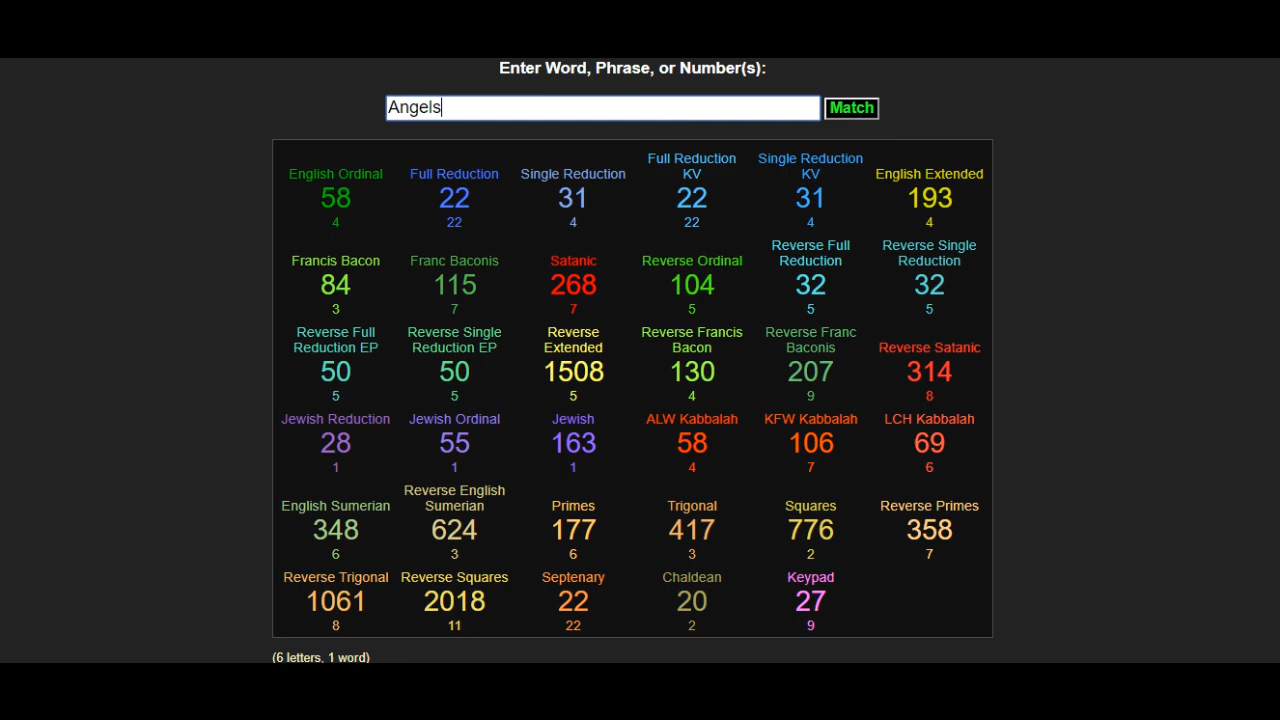 Enter Word, Phrase, or Number(s):
Angels Match
Full Reduction Single Reduction
English Ordinal Full Reduction Single Reduction KV KV English Extended
58 22 31 22 31 193
4 22 4 22 4 4
Reverse Full Reverse Single
Francis Bacon Franc Baconis Satanic Reverse Ordinal Reduction Reduction
84 115 268 104 32 32
3 7 7 5 5 5
Reverse Full Reverse Single Reverse Reverse Francis Reverse Franc
Reduction EP Reduction EP Extended Bacon Baconis Reverse Satanic
50 50 1508 130 207 314
5 5 5 4 9 8
Jewish Reduction Jewish Ordinal Jewish ALW Kabbalah KFW Kabbalah LCH Kabbalah
28 55 163 58 106 69
1 1 1 4 7 6
Reverse English
English Sumerian Sumerian Primes Trigonal Squares Reverse Primes
348 624 177 417 776 358
6 3 6 3 2 7
Reverse Trigonal Reverse Squares Septenary Chaldean Keypad
1061 2018 22 20 27
8 11 22 2 9
(6 letters, 1 word)